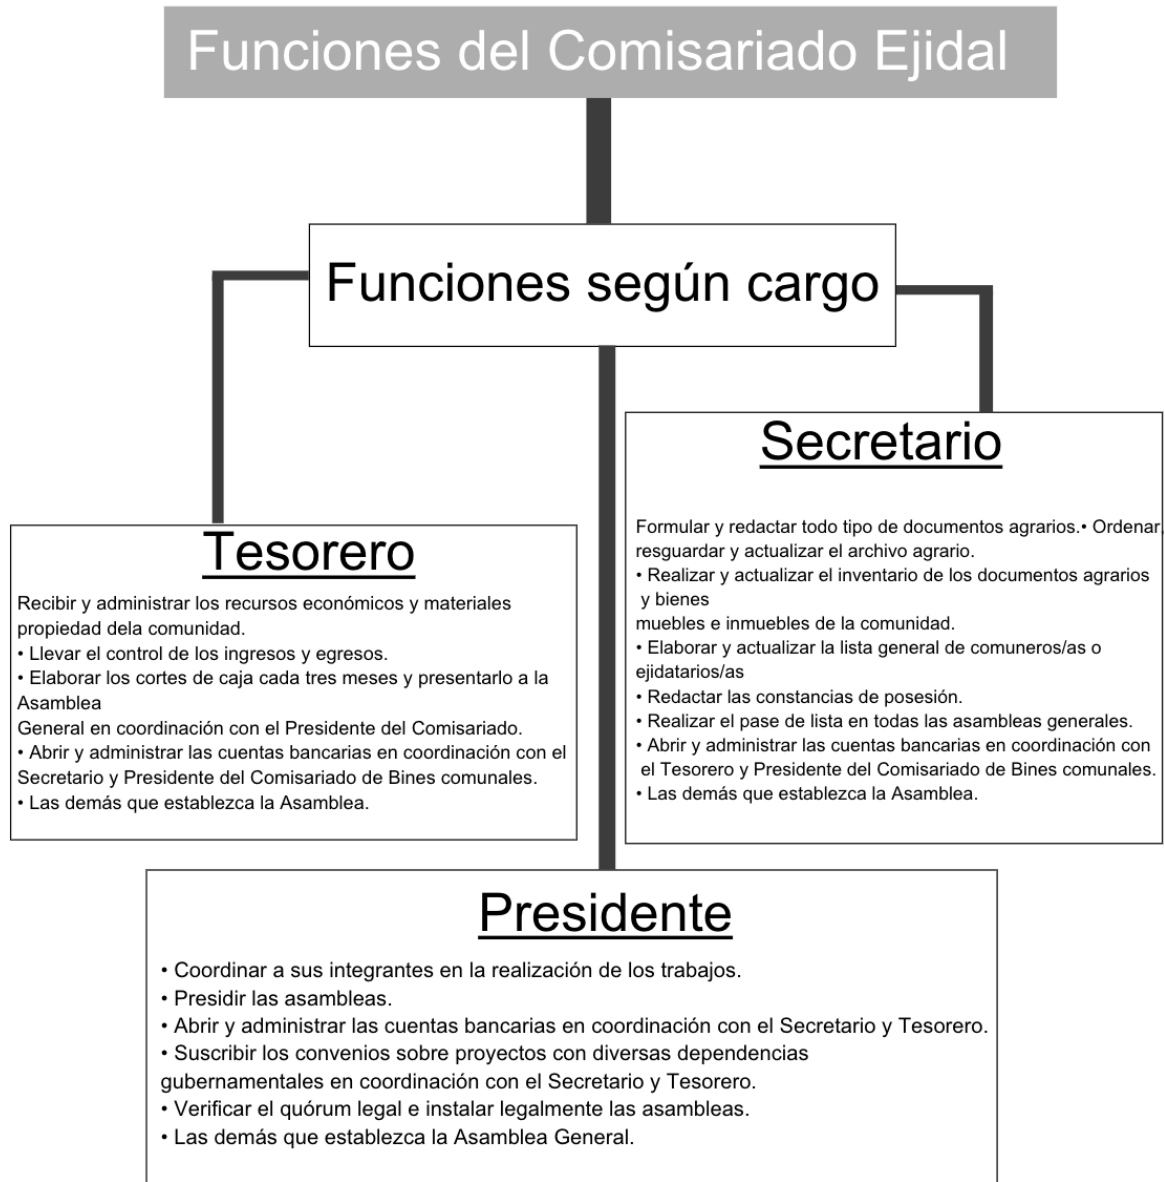 Funciones del Comisariado Ejidal
Funciones según cargo
Tesorero
Recibir y administrar los recursos económicos y materiales
propiedad dela comunidad.
• Llevar el control de los ingresos y egresos.
• Elaborar los cortes de caja cada tres meses y presentarlo a la
Asamblea
General en coordinación con el Presidente del Comisariado.
• Abrir y administrar las cuentas bancarias en coordinación con el
Secretario y Presidente del Comisariado de Bines comunales.
• Las demás que establezca la Asamblea.
Secretario
Formular y redactar todo tipo de documentos agrarios.• Ordenar,
resguardar y actualizar el archivo agrario.
• Realizar y actualizar el inventario de los documentos agrarios
y bienes
muebles e inmuebles de la comunidad.
• Elaborar y actualizar la lista general de comuneros/as o
ejidatarios/as
• Redactar las constancias de posesión.
• Realizar el pase de lista en todas las asambleas generales.
• Abrir y administrar las cuentas bancarias en coordinación con
el Tesorero y Presidente del Comisariado de Bines comunales.
• Las demás que establezca la Asamblea.
Presidente
• Coordinar a sus integrantes en la realización de los trabajos.
• Presidir las asambleas.
• Abrir y administrar las cuentas bancarias en coordinación con el Secretario y Tesorero.
• Suscribir los convenios sobre proyectos con diversas dependencias
gubernamentales en coordinación con el Secretario y Tesorero.
• Verificar el quórum legal e instalar legalmente las asambleas.
• Las demás que establezca la Asamblea General.